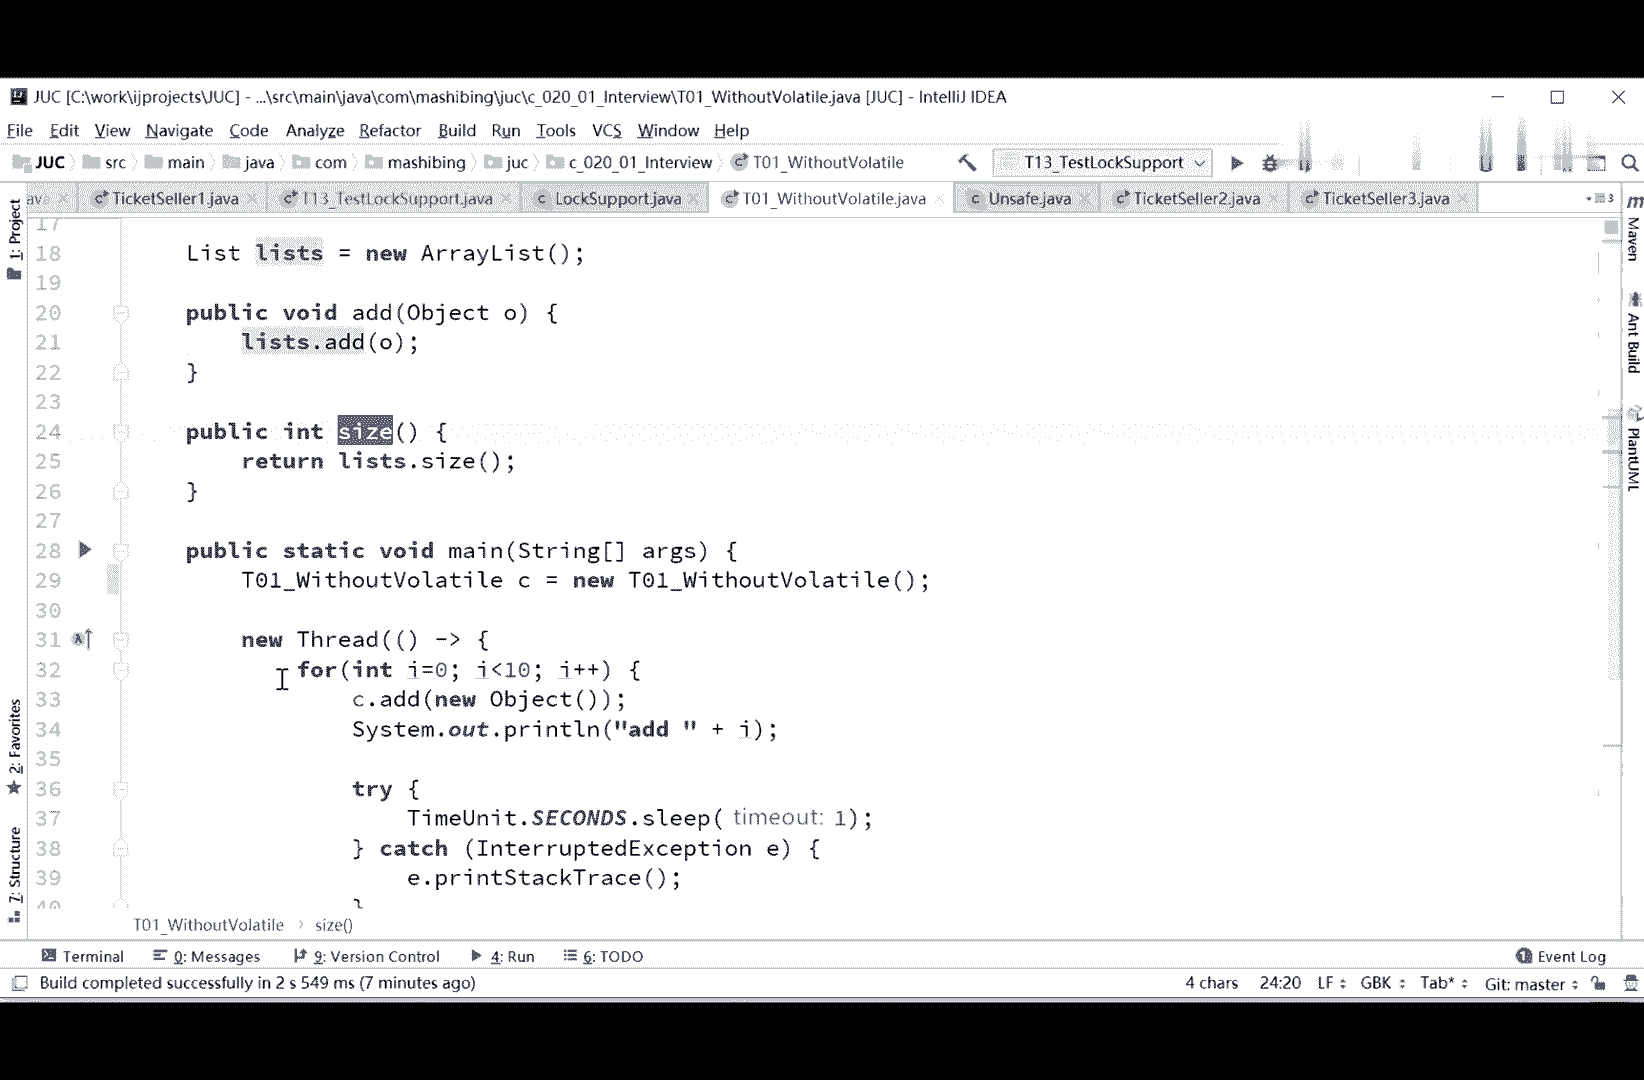 JUC [C:\work\ijprojects\JUC] - ...\src\main\java\com\mashibing\juc\c_020_01_Interview\T01_WithoutVolatile.java [JUC] - IntelliJ IDEA
File Edit View Navigate Code Analyze Refactor Build Run Tools VCS Window Help
JUC src main java com mashibing juc c_020_01_Interview T01_WithoutVolatile T13_TestLockSupport
ava TicketSeller1.java T13_TestLockSupport.java LockSupport.java T01_WithoutVolatile.java Unsafe.java TicketSeller2.java TicketSeller3.java 3
17
18 List lists = new ArrayList();
19
20 public void add(Object o) {
21 lists.add(o);
22 }
23
24 public int size() {
25 return lists.size();
26 }
27
28 public static void main(String[] args) {
29 T01_WithoutVolatile c = new T01_WithoutVolatile();
30
31 new Thread(() -> {
32 for(int i=0; i<10; i++) {
33 c.add(new Object());
34 System.out.println("add " + i);
35
36 try {
37 TimeUnit.SECONDS.sleep( timeout: 1);
38 } catch (InterruptedException e) {
39 e.printStackTrace();
40 }
T01_WithoutVolatile › size()
1: Project
2: Favorites
7: Structure
m Maven
Ant Build
PlantUML
Terminal 0: Messages 9: Version Control 4: Run 6: TODO 1 Event Log
Build completed successfully in 2 s 549 ms (7 minutes ago) 4 chars 24:20 LF GBK Tab* Git: master